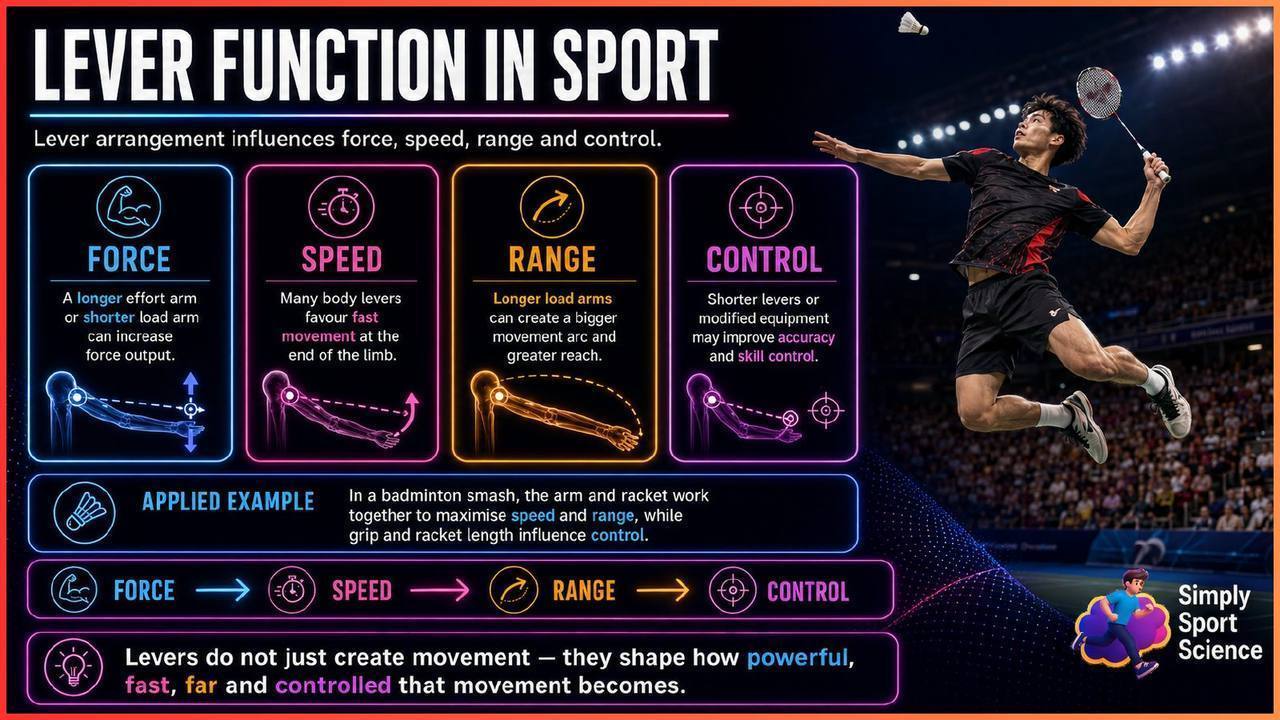 LEVER FUNCTION IN SPORT
Lever arrangement influences force, speed, range and control.
FORCE
A longer effort arm
or shorter load arm
can increase
force output.
SPEED
Many body levers
favour fast
movement at the
end of the limb.
RANGE
Longer load arms
can create a bigger
movement arc and
greater reach.
CONTROL
Shorter levers or
modified equipment
may improve accuracy
and skill control.
APPLIED EXAMPLE
In a badminton smash, the arm and racket work
together to maximise speed and range, while
grip and racket length influence control.
FORCE → SPEED → RANGE → CONTROL
Levers do not just create movement — they shape how powerful,
fast, far and controlled that movement becomes.
Simply
Sport
Science